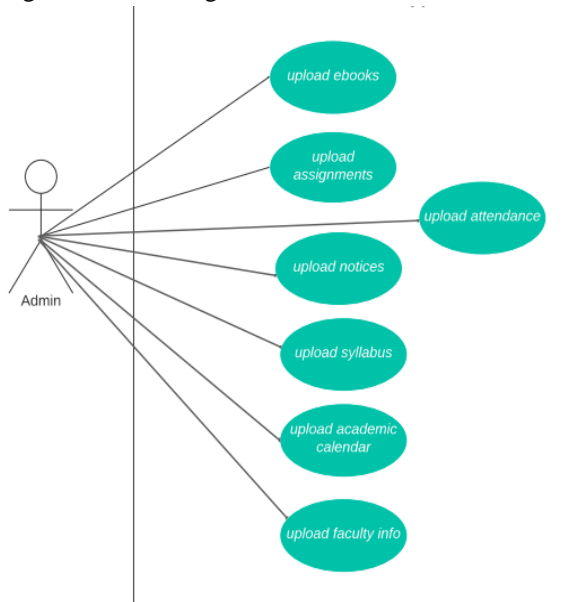 upload ebooks
upload
assignments
upload attendance
upload notices
Admin
upload syllabus
upload academic
calendar
upload faculty info